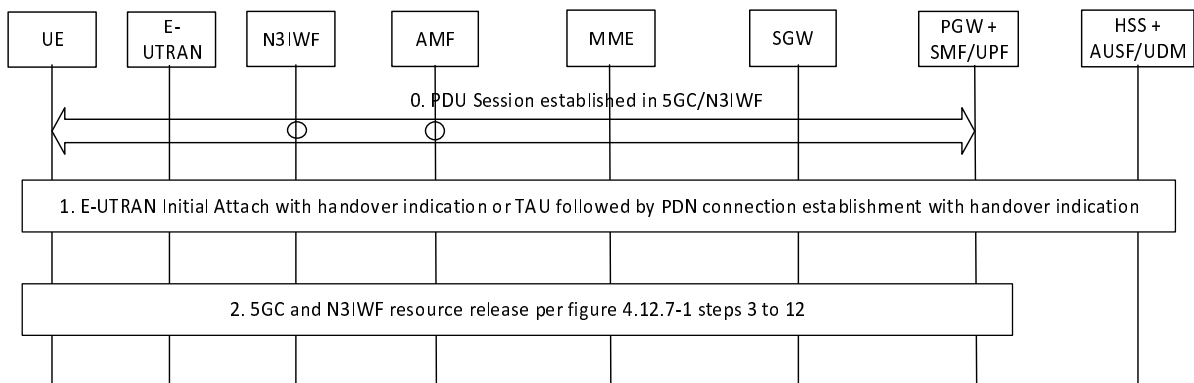 UE
E-
UTRAN
N3IWF
AMF
MME
SGW
PGW +
SMF/UPF
HSS +
AUSF/UDM
0. PDU Session established in 5GC/N3IWF
1. E-UTRAN Initial Attach with handover indication or TAU followed by PDN connection establishment with handover indication
2. 5GC and N3IWF resource release per figure 4.12.7-1 steps 3 to 12